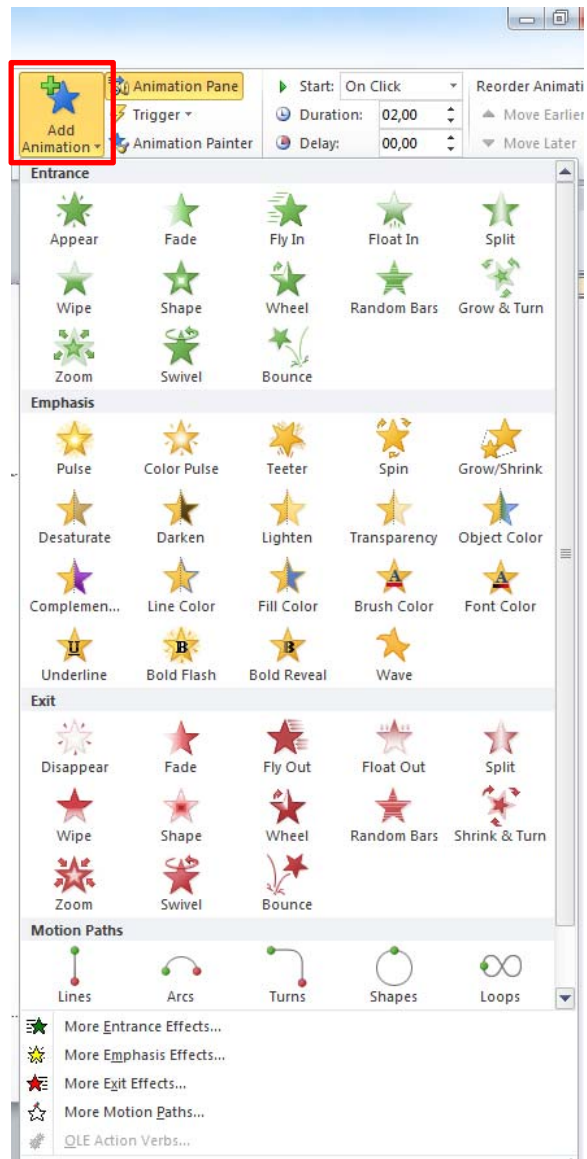 Add
Animation
Animation Pane
Trigger
Animation Painter
Start: On Click
Duration: 02,00
Delay: 00,00
Reorder Animati
Move Earlier
Move Later
Entrance
Appear Fade Fly In Float In Split
Wipe Shape Wheel Random Bars Grow & Turn
Zoom Swivel Bounce
Emphasis
Pulse Color Pulse Teeter Spin Grow/Shrink
Desaturate Darken Lighten Transparency Object Color
Complemen... Line Color Fill Color Brush Color Font Color
Underline Bold Flash Bold Reveal Wave
Exit
Disappear Fade Fly Out Float Out Split
Wipe Shape Wheel Random Bars Shrink & Turn
Zoom Swivel Bounce
Motion Paths
Lines Arcs Turns Shapes Loops
More Entrance Effects...
More Emphasis Effects...
More Exit Effects...
More Motion Paths...
OLE Action Verbs...